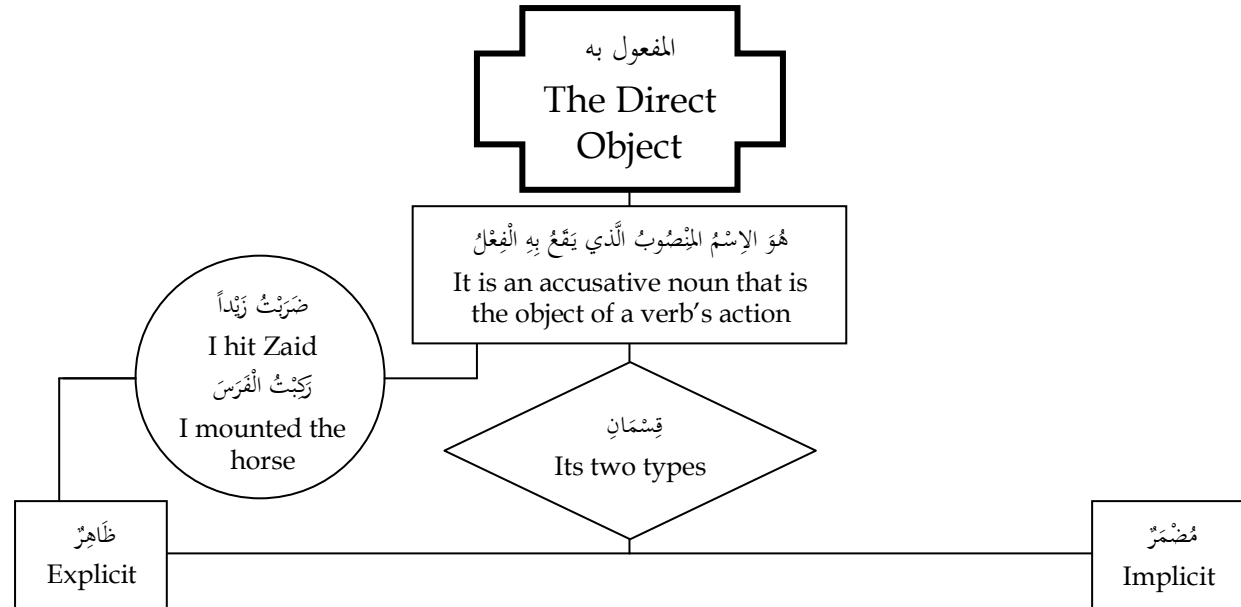 المفعول به
The Direct
Object
هُوَ الاِسْمُ المَنْصُوبُ الَّذي يَقَعُ بِهِ الْفِعْلُ
It is an accusative noun that is
the object of a verb's action
ضَرَبْتُ زَيْداً
I hit Zaid
رَكِبْتُ الْفَرَسَ
I mounted the
horse
قِسْمَانِ
Its two types
ظَاهِرٌ
Explicit
مُضْمَرٌ
Implicit